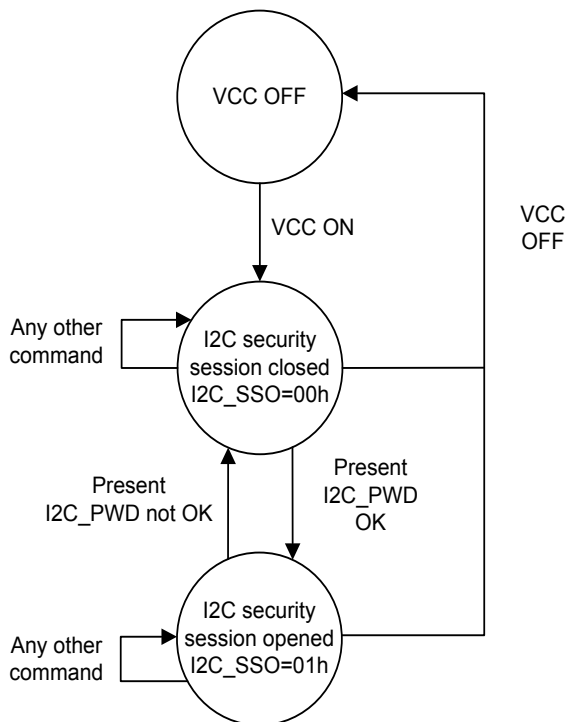 VCC OFF
VCC ON
VCC
OFF
Any other
command
I2C security
session closed
I2C_SSO=00h
Present
I2C_PWD not OK
Present
I2C_PWD
OK
Any other
command
I2C security
session opened
I2C_SSO=01h